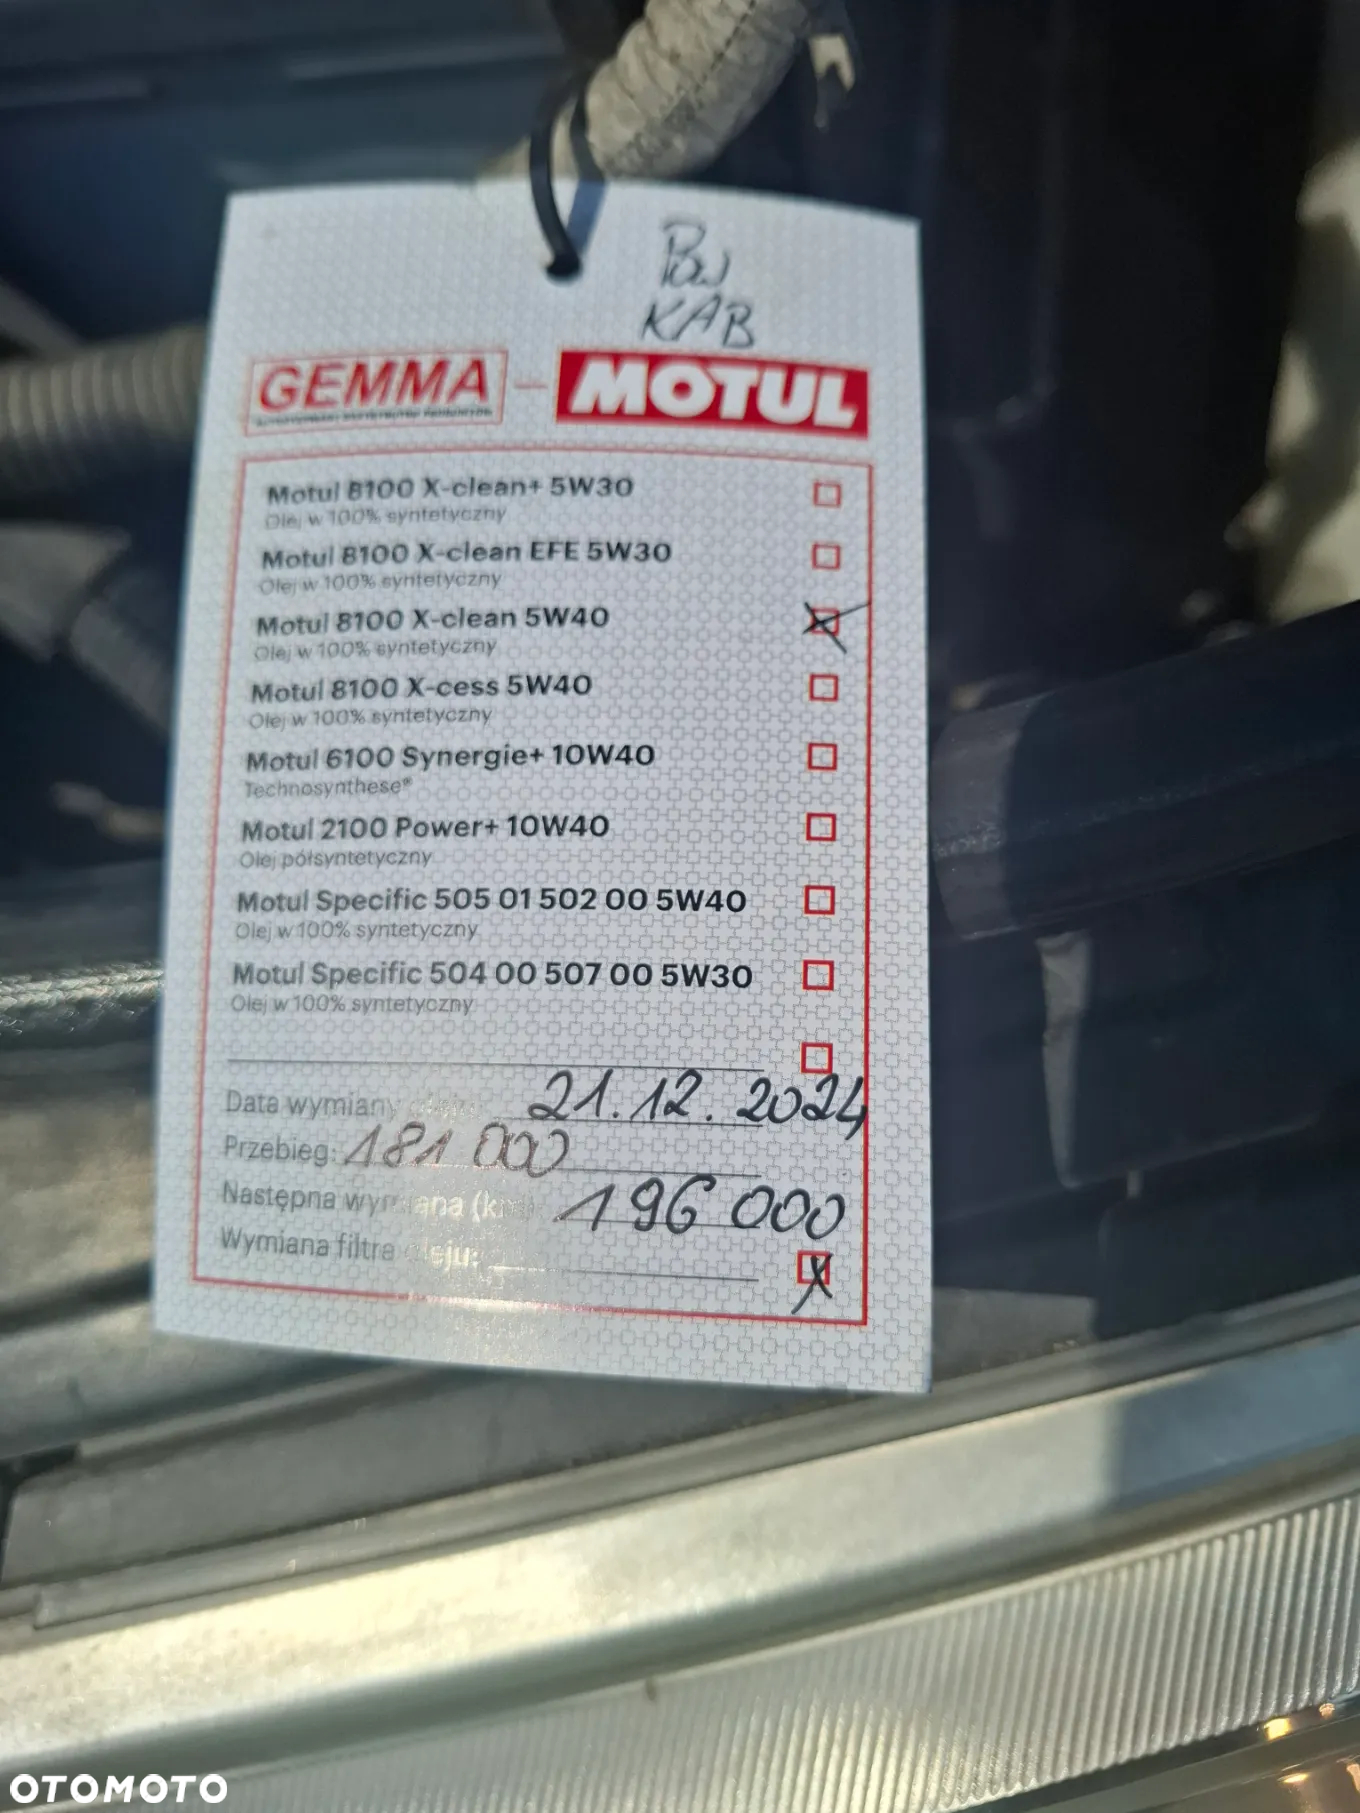 Pow
KAB
GEMMA - MOTUL
Motul 8100 X-clean+ 5W30
Olej w 100% syntetyczny
Motul 8100 X-clean EFE 5W30
Olej w 100% syntetyczny
Motul 8100 X-clean 5W40
Olej w 100% syntetyczny
Motul 8100 X-cess 5W40
Olej w 100% syntetyczny
Motul 6100 Synergie+ 10W40
Technosynthese®
Motul 2100 Power+ 10W40
Olej półsyntetyczny
Motul Specific 505 01 502 00 5W40
Olej w 100% syntetyczny
Motul Specific 504 00 507 00 5W30
Olej w 100% syntetyczny
Data wymiany oleju: 21.12.2024
Przebieg: 181 000
Następna wymiana (km) 196 000
Wymiana filtra oleju: x
OTOMOTO